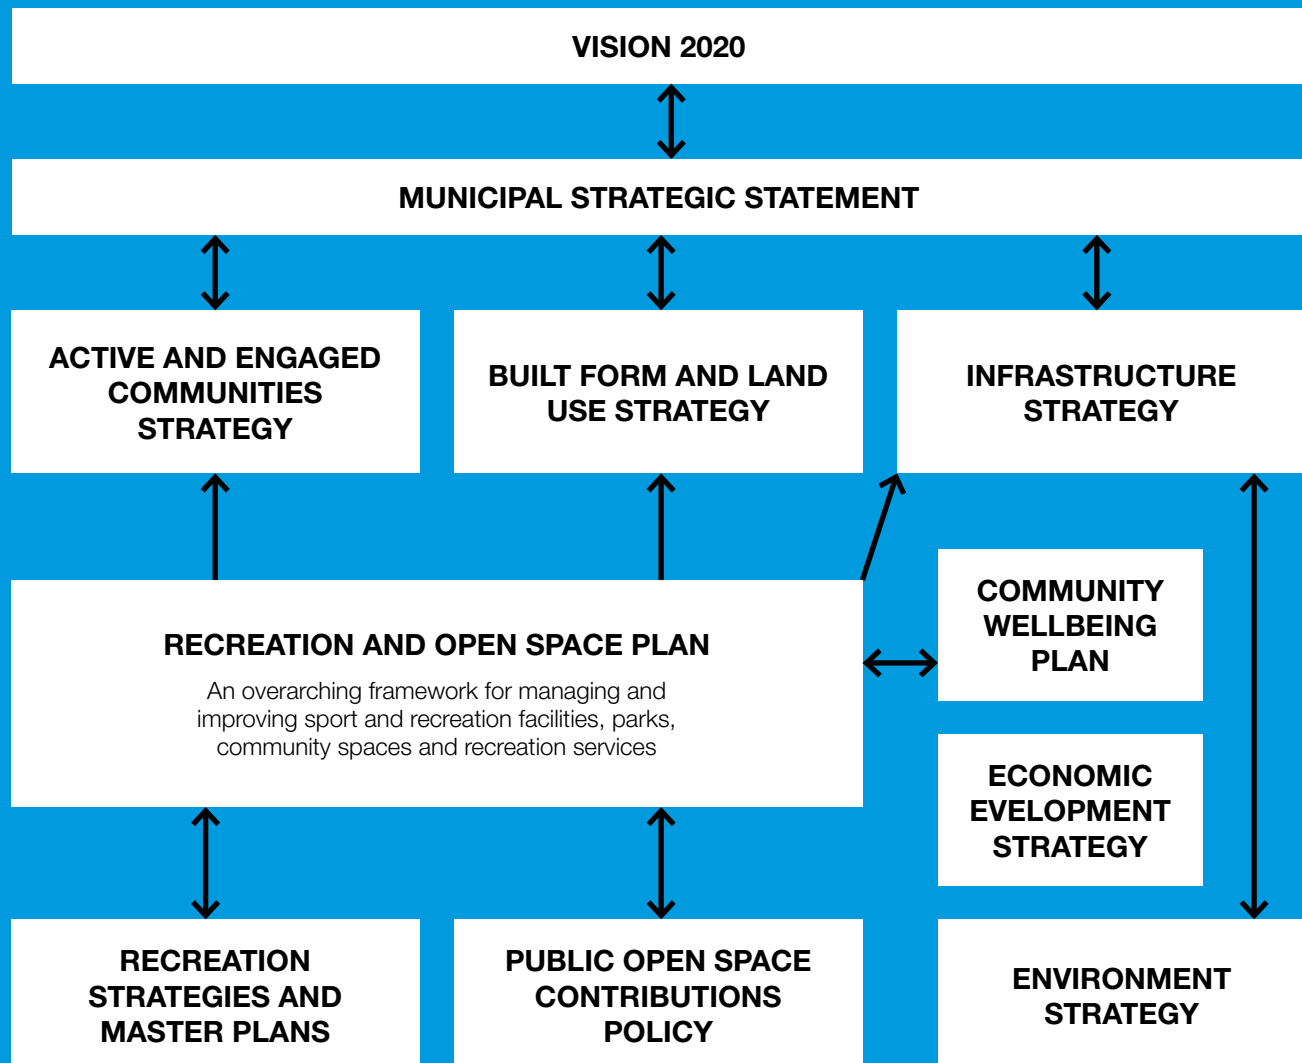 VISION 2020
MUNICIPAL STRATEGIC STATEMENT
ACTIVE AND ENGAGED
COMMUNITIES
STRATEGY
BUILT FORM AND LAND
USE STRATEGY
INFRASTRUCTURE
STRATEGY
RECREATION AND OPEN SPACE PLAN
An overarching framework for managing and
improving sport and recreation facilities, parks,
community spaces and recreation services
COMMUNITY
WELLBEING
PLAN
ECONOMIC
EVELOPMENT
STRATEGY
RECREATION
STRATEGIES AND
MASTER PLANS
PUBLIC OPEN SPACE
CONTRIBUTIONS
POLICY
ENVIRONMENT
STRATEGY